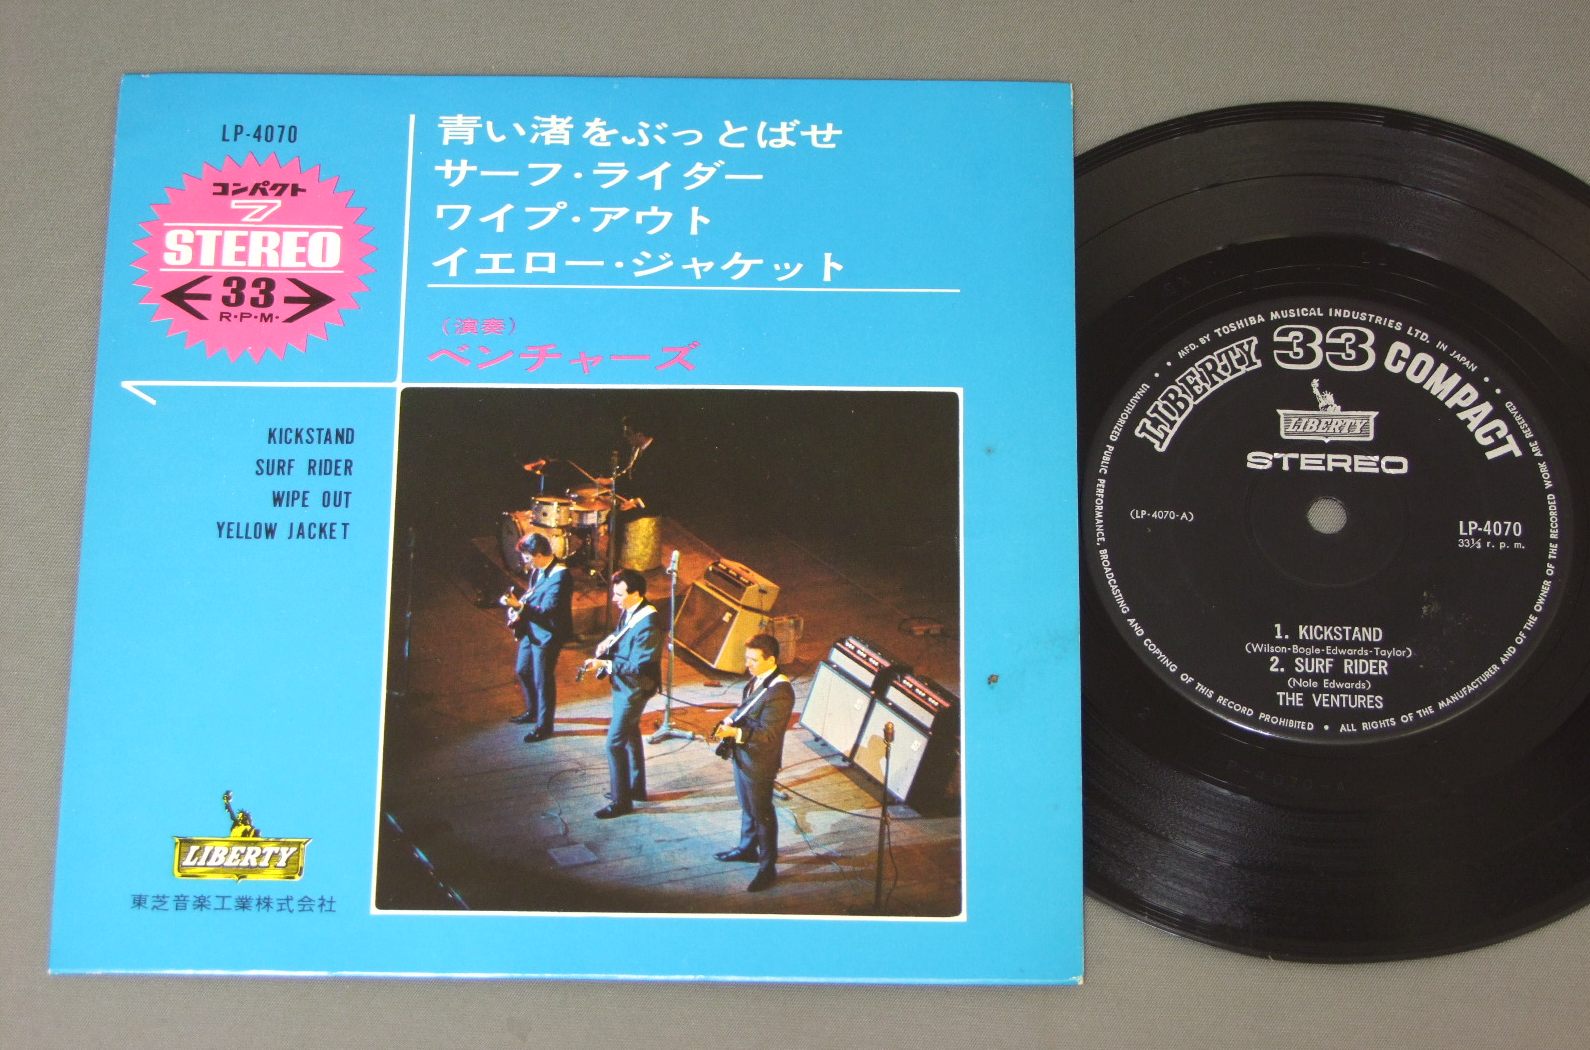 LP-4070
コンパクト
7
STEREO
33
R·P·M·
青い渚をぶっとばせ
サーフ·ライダー
ワイプ·アウト
イエロー·ジャケット
(演奏)
ベンチャーズ
KICKSTAND
SURF RIDER
WIPE OUT
YELLOW JACKET
LIBERTY
東芝音楽工業株式会社
MFD. BY TOSHIBA MUSICAL INDUSTRIES LTD. IN JAPAN
LIBERTY 33 COMPACT
LIBERTY
STEREO
(LP-4070-A)
LP-4070
33⅓ r. p. m.
1. KICKSTAND
(Wilson-Bogle-Edwards-Taylor)
2. SURF RIDER
(Nole Edwards)
THE VENTURES
UNAUTHORIZED PUBLIC PERFORMANCE, BROADCASTING AND COPYING OF THIS RECORD PROHIBITED • ALL RIGHTS OF THE MANUFACTURER AND OF THE OWNER OF THE RECORDED WORK ARE RESERVED